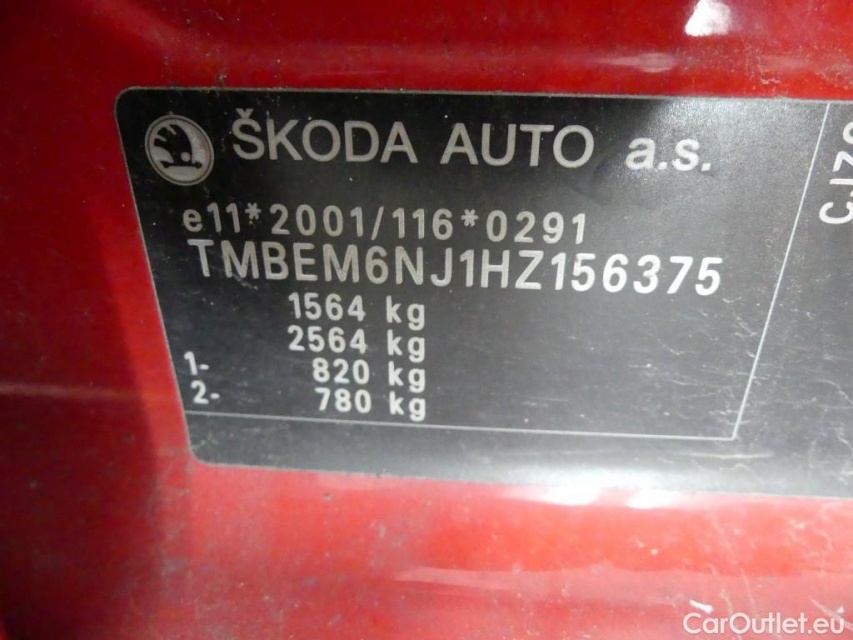 ŠKODA AUTO a.s.
e11*2001/116*0291
TMBEM6NJ1HZ156375
1564 kg
2564 kg
1- 820 kg
2- 780 kg
CarOutlet.eu